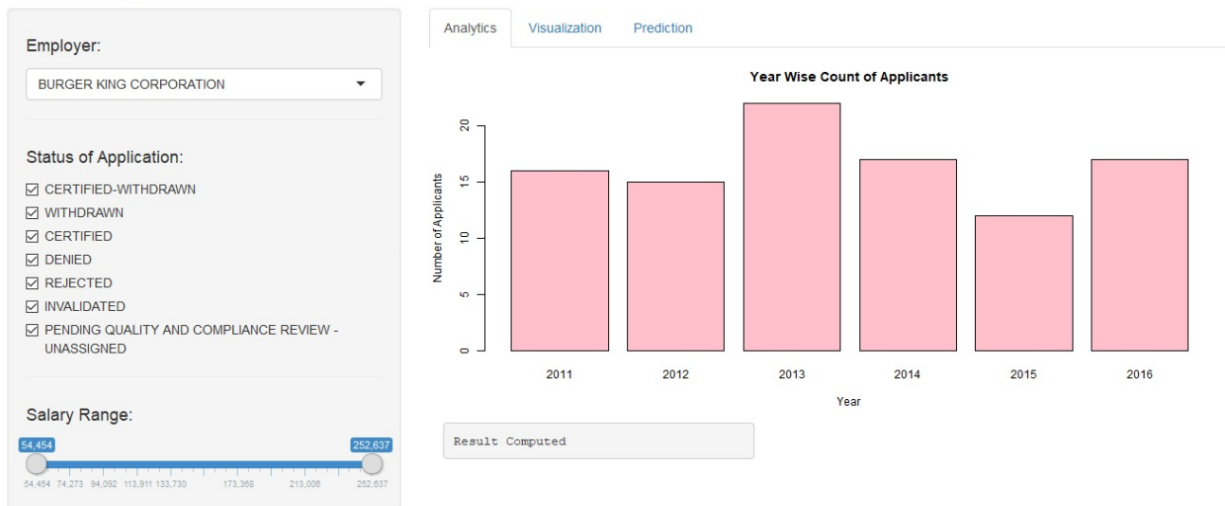 Employer:
BURGER KING CORPORATION
Status of Application:
CERTIFIED-WITHDRAWN
WITHDRAWN
CERTIFIED
DENIED
REJECTED
INVALIDATED
PENDING QUALITY AND COMPLIANCE REVIEW -
UNASSIGNED
Salary Range:
54,454 252,637
54,454 74,273 94,092 113,911 133,730 173,368 213,006 252,637
Analytics Visualization Prediction
Year Wise Count of Applicants
Number of Applicants
20
15
10
5
0
2011 2012 2013 2014 2015 2016
Year
Result Computed